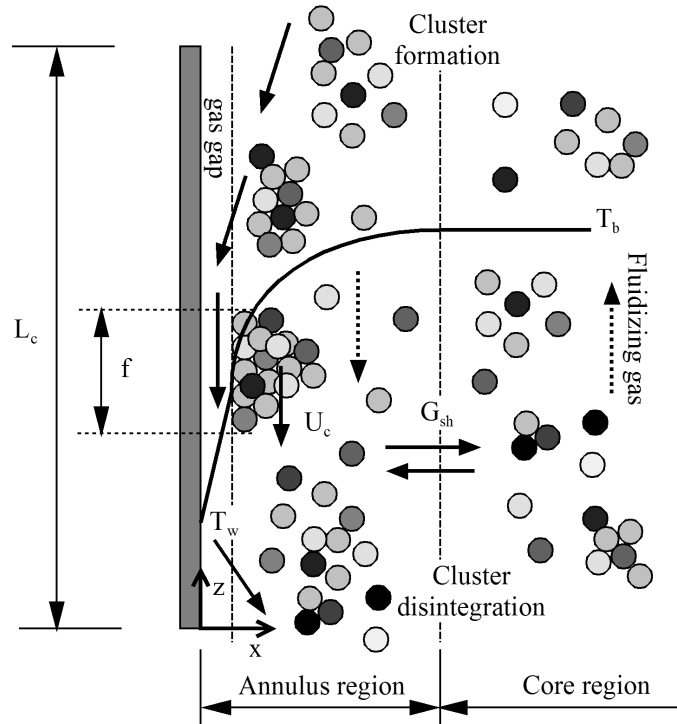 Cluster
formation
gas gap
T_b
Fluidizing gas
L_c
f
U_c
G_sh
T_w
Cluster
disintegration
z
x
Annulus region
Core region